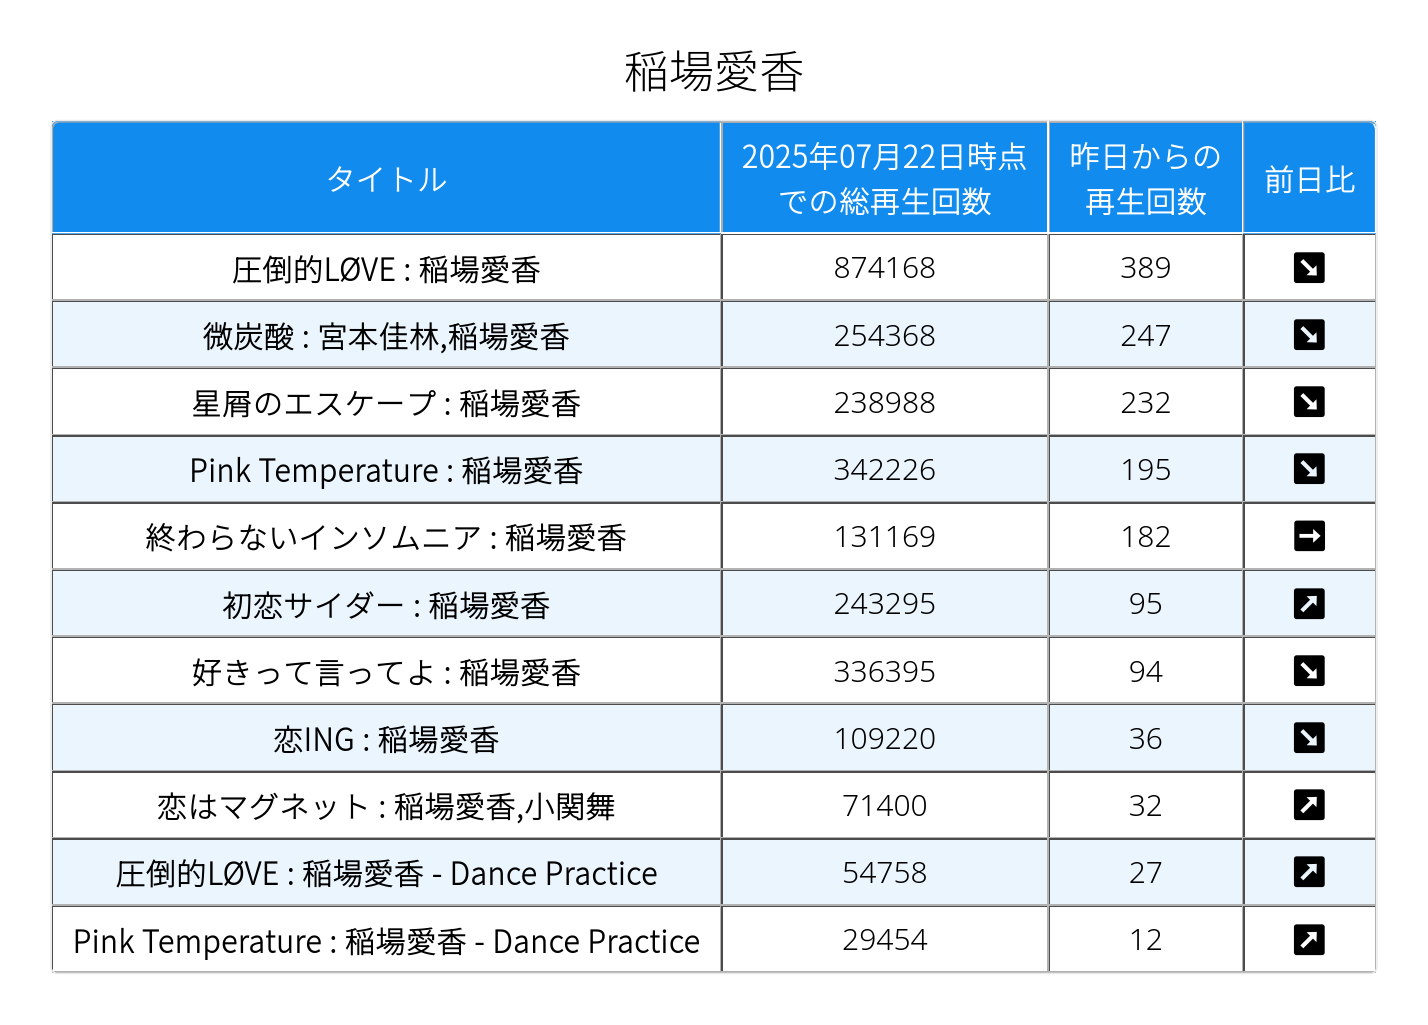 稲場愛香
タイトル
2025年07月22日時点
での総再生回数
昨日からの
再生回数
前日比
圧倒的LØVE : 稲場愛香 874168 389 ↘
微炭酸 : 宮本佳林,稲場愛香 254368 247 ↘
星屑のエスケープ : 稲場愛香 238988 232 ↘
Pink Temperature : 稲場愛香 342226 195 ↘
終わらないインソムニア : 稲場愛香 131169 182 →
初恋サイダー : 稲場愛香 243295 95 ↗
好きって言ってよ : 稲場愛香 336395 94 ↘
恋ING : 稲場愛香 109220 36 ↘
恋はマグネット : 稲場愛香,小関舞 71400 32 ↗
圧倒的LØVE : 稲場愛香 - Dance Practice 54758 27 ↗
Pink Temperature : 稲場愛香 - Dance Practice 29454 12 ↗